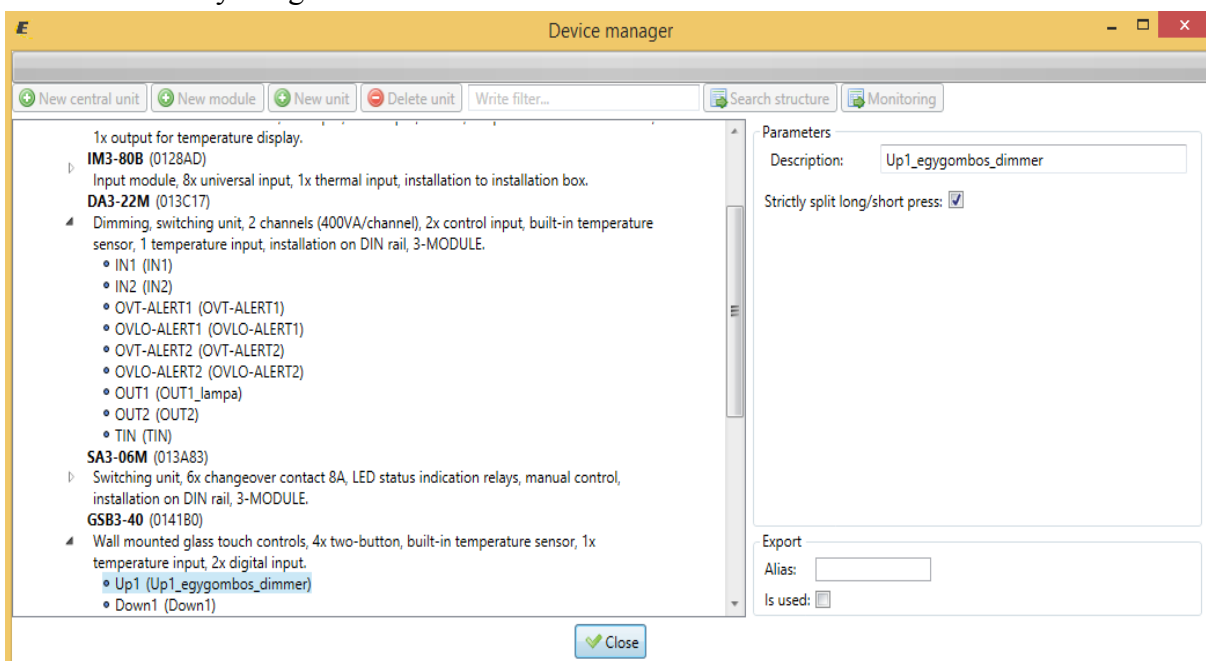 E
Device manager
New central unit New module New unit Delete unit Write filter... Search structure Monitoring
1x output for temperature display.
IM3-80B (0128AD)
Input module, 8x universal input, 1x thermal input, installation to installation box.
DA3-22M (013C17)
Dimming, switching unit, 2 channels (400VA/channel), 2x control input, built-in temperature
sensor, 1 temperature input, installation on DIN rail, 3-MODULE.
IN1 (IN1)
IN2 (IN2)
OVT-ALERT1 (OVT-ALERT1)
OVLO-ALERT1 (OVLO-ALERT1)
OVT-ALERT2 (OVT-ALERT2)
OVLO-ALERT2 (OVLO-ALERT2)
OUT1 (OUT1_lampa)
OUT2 (OUT2)
TIN (TIN)
SA3-06M (013A83)
Switching unit, 6x changeover contact 8A, LED status indication relays, manual control,
installation on DIN rail, 3-MODULE.
GSB3-40 (0141B0)
Wall mounted glass touch controls, 4x two-button, built-in temperature sensor, 1x
temperature input, 2x digital input.
Up1 (Up1_egygombos_dimmer)
Down1 (Down1)
Parameters
Description: Up1_egygombos_dimmer
Strictly split long/short press:
Export
Alias:
Is used:
Close